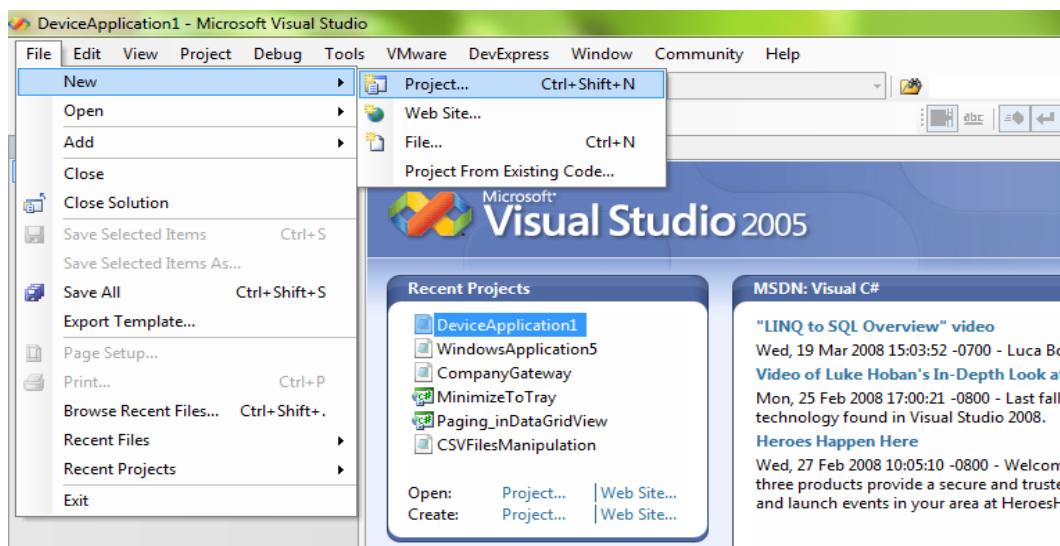 DeviceApplication1 - Microsoft Visual Studio
File Edit View Project Debug Tools VMware DevExpress Window Community Help
New
Open
Add
Close
Close Solution
Save Selected Items Ctrl+S
Save Selected Items As...
Save All Ctrl+Shift+S
Export Template...
Page Setup...
Print... Ctrl+P
Browse Recent Files... Ctrl+Shift+.
Recent Files
Recent Projects
Exit
Project... Ctrl+Shift+N
Web Site...
File... Ctrl+N
Project From Existing Code...
abc
Microsoft
Visual Studio 2005
Recent Projects
DeviceApplication1
WindowsApplication5
CompanyGateway
MinimizeToTray
Paging_inDataGridView
CSVFilesManipulation
Open: Project... Web Site...
Create: Project... Web Site...
MSDN: Visual C#
"LINQ to SQL Overview" video
Wed, 19 Mar 2008 15:03:52 -0700 - Luca
Video of Luke Hoban's In-Depth Look
Mon, 25 Feb 2008 17:00:21 -0800 - Last fall
technology found in Visual Studio 2008.
Heroes Happen Here
Wed, 27 Feb 2008 10:05:10 -0800 -
three products provide a secure and
and launch events in your area at